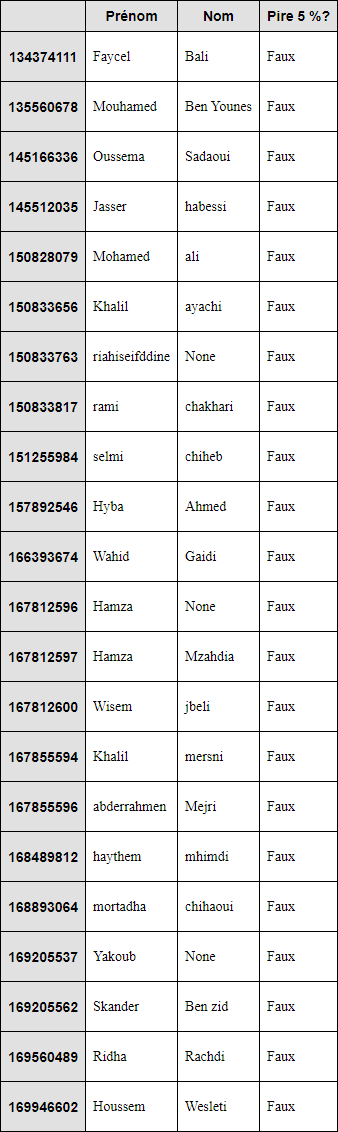 Prénom Nom Pire 5 %?
134374111 Faycel Bali Faux
135560678 Mouhamed Ben Younes Faux
145166336 Oussema Sadaoui Faux
145512035 Jasser habessi Faux
150828079 Mohamed ali Faux
150833656 Khalil ayachi Faux
150833763 riahiseifddine None Faux
150833817 rami chakhari Faux
151255984 selmi chiheb Faux
157892546 Hyba Ahmed Faux
166393674 Wahid Gaidi Faux
167812596 Hamza None Faux
167812597 Hamza Mzahdia Faux
167812600 Wisem jbeli Faux
167855594 Khalil mersni Faux
167855596 abderrahmen Mejri Faux
168489812 haythem mhimdi Faux
168893064 mortadha chihaoui Faux
169205537 Yakoub None Faux
169205562 Skander Ben zid Faux
169560489 Ridha Rachdi Faux
169946602 Houssem Wesleti Faux